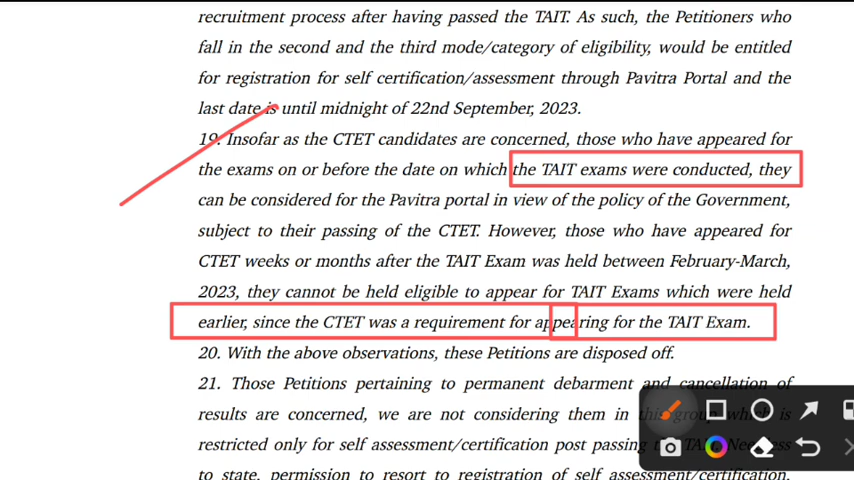 recruitment process after having passed the TAIT. As such, the Petitioners who
fall in the second and the third mode/category of eligibility, would be entitled
for registration for self certification/assessment through Pavitra Portal and the
last date is until midnight of 22nd September, 2023.
19. Insofar as the CTET candidates are concerned, those who have appeared for
the exams on or before the date on which the TAIT exams were conducted, they
can be considered for the Pavitra portal in view of the policy of the Government,
subject to their passing of the CTET. However, those who have appeared for
CTET weeks or months after the TAIT Exam was held between February-March,
2023, they cannot be held eligible to appear for TAIT Exams which were held
earlier, since the CTET was a requirement for appearing for the TAIT Exam.
20. With the above observations, these Petitions are disposed off.
21. Those Petitions pertaining to permanent debarment and cancellation of
results are concerned, we are not considering them in this group which is
restricted only for self assessment/certification post passing TAIT. Needless
to state, permission to resort to registration of self assessment/certification,